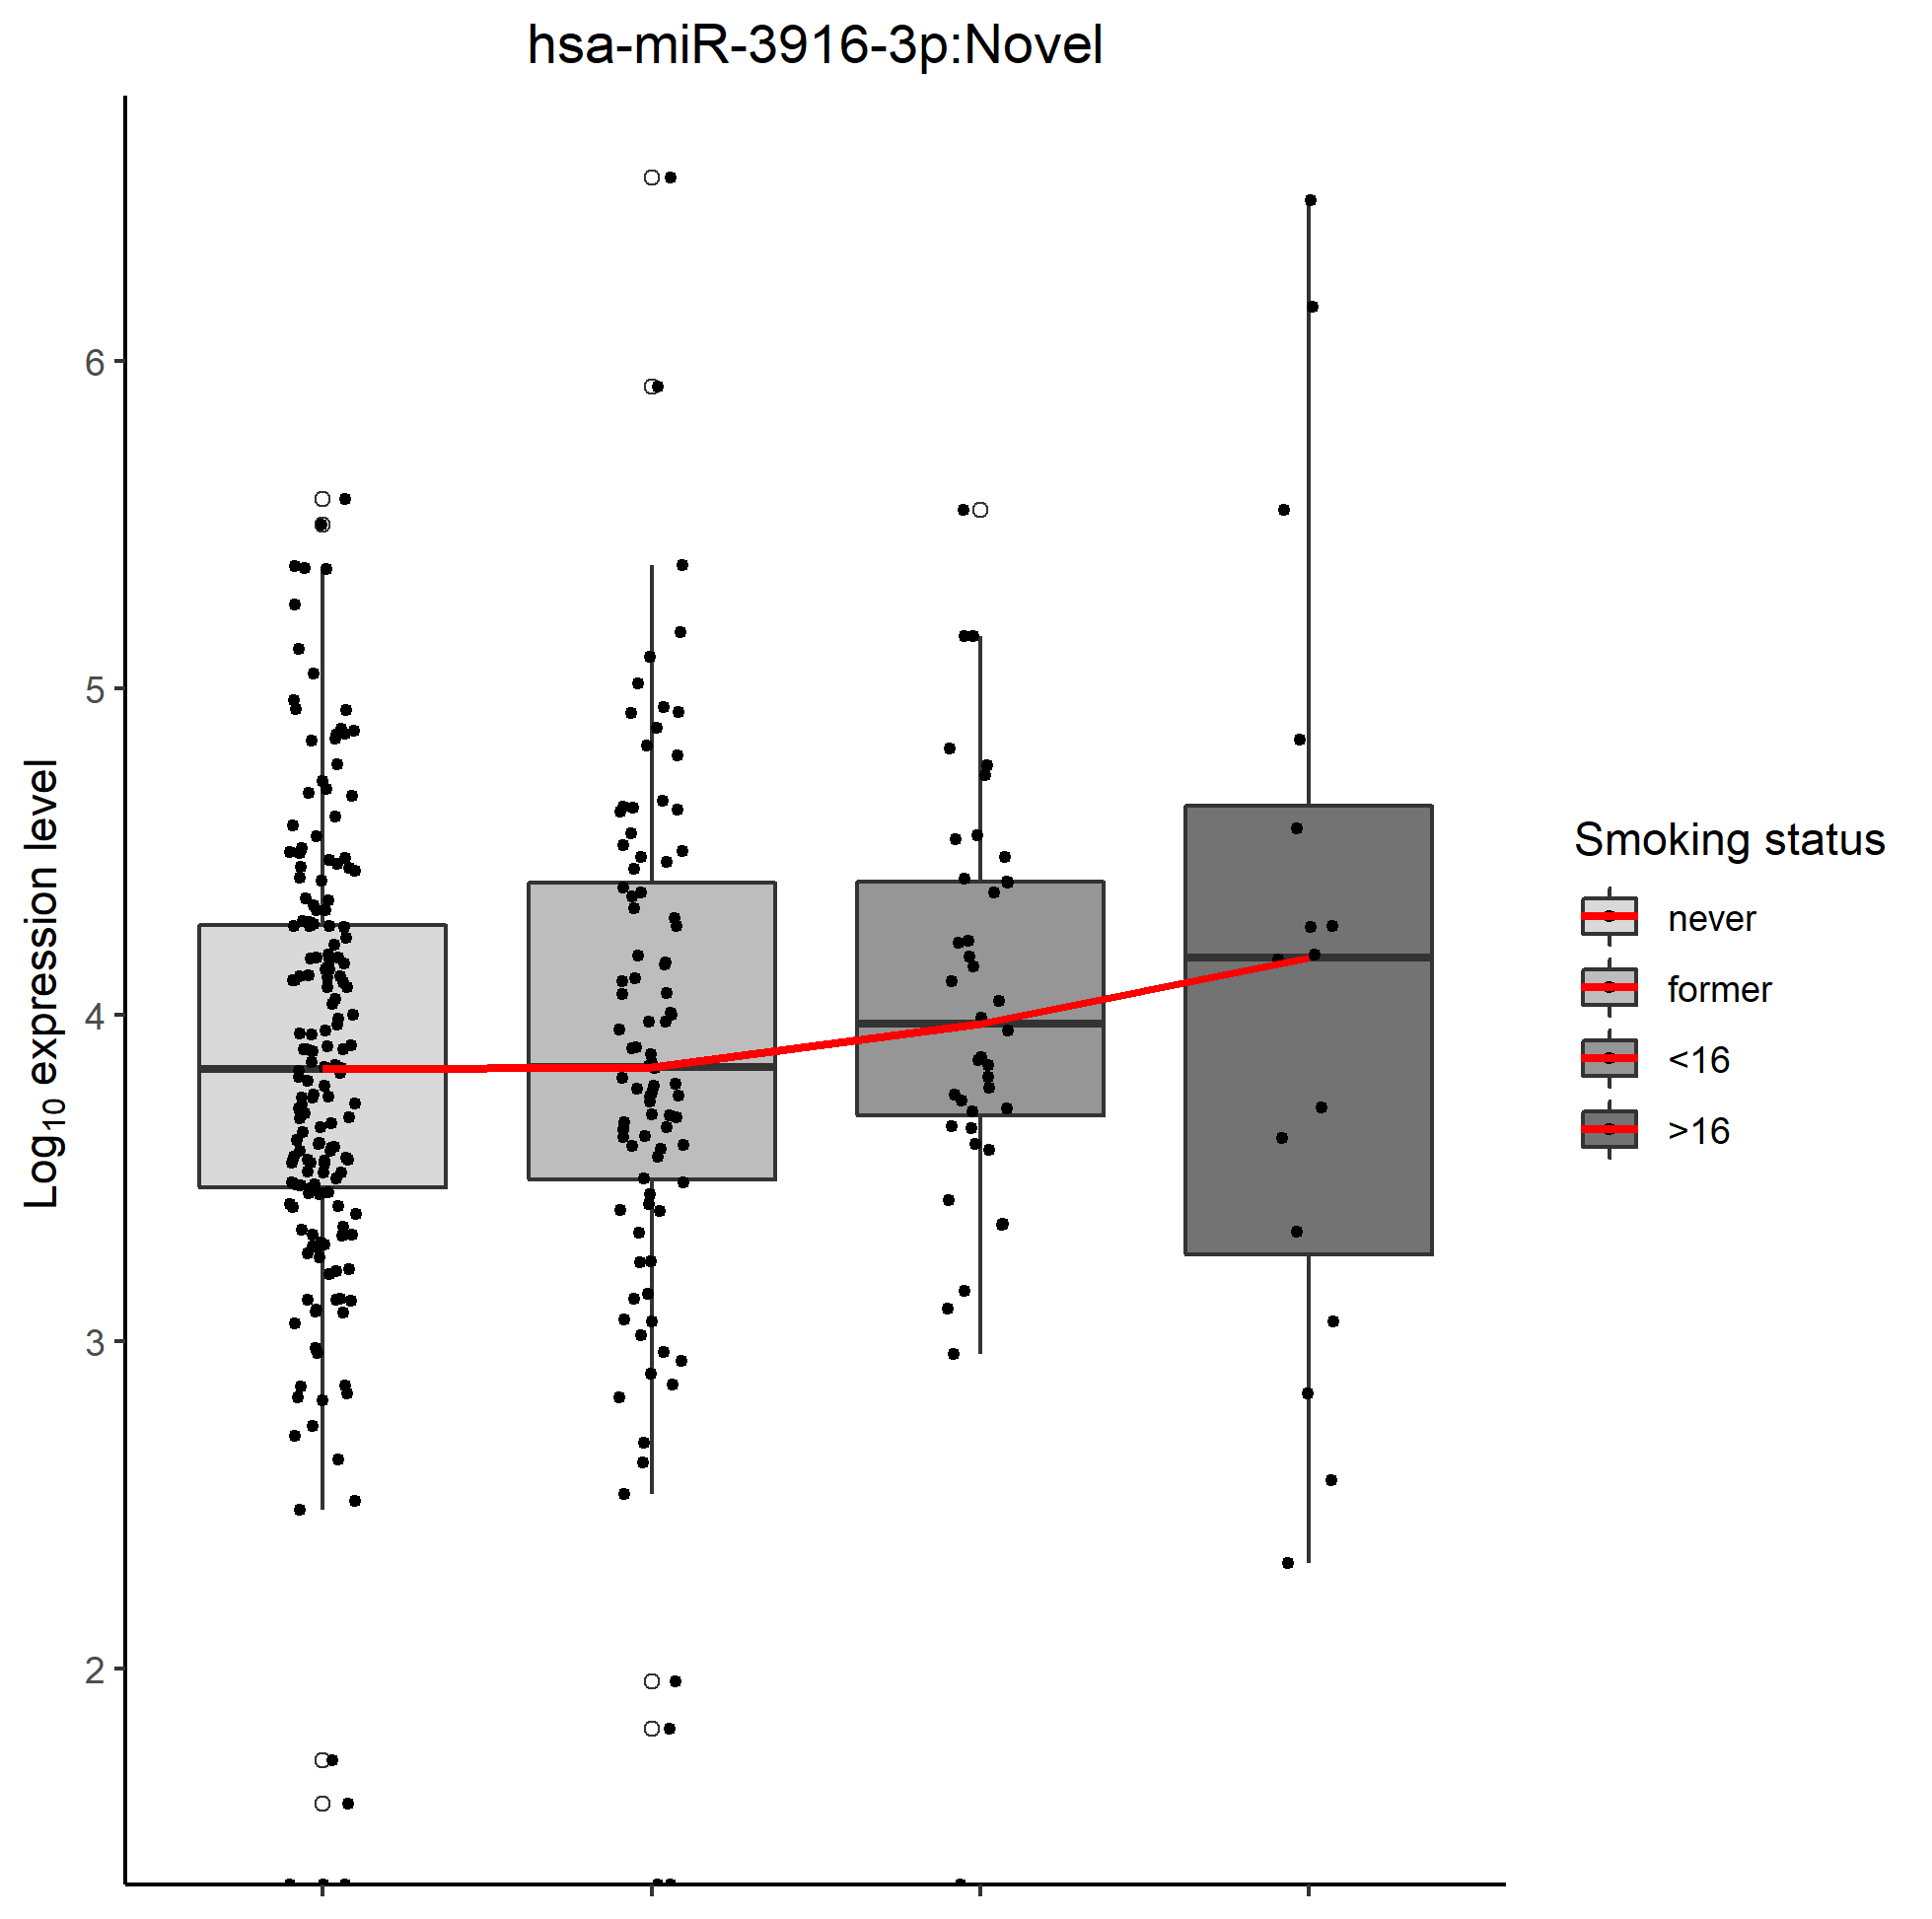 hsa-miR-3916-3p:Novel
Log10 expression level
6
5
4
3
2
Smoking status
never
former
<16
>16